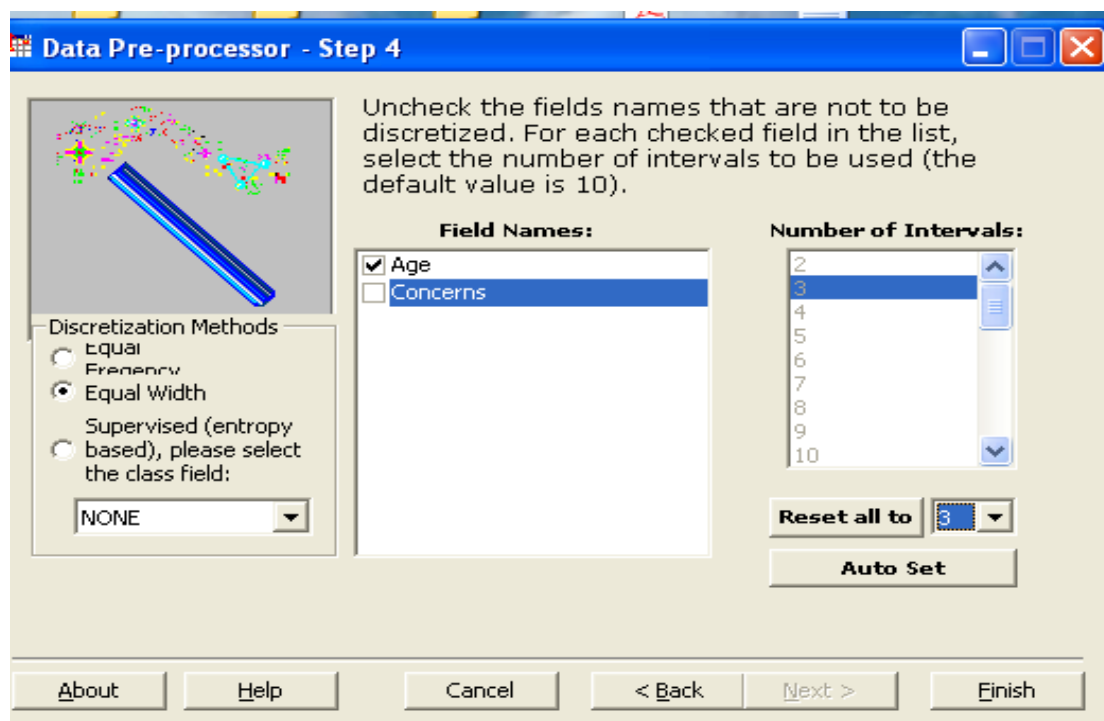 Data Pre-processor - Step 4
Uncheck the fields names that are not to be
discretized. For each checked field in the list,
select the number of intervals to be used (the
default value is 10).
Field Names:
Number of Intervals:
Age
Concerns
2
3
4
5
6
7
8
9
10
Discretization Methods
Equal
Freqency
Equal Width
Supervised (entropy
based), please select
the class field:
NONE
Reset all to
3
Auto Set
About
Help
Cancel
< Back
Next >
Finish